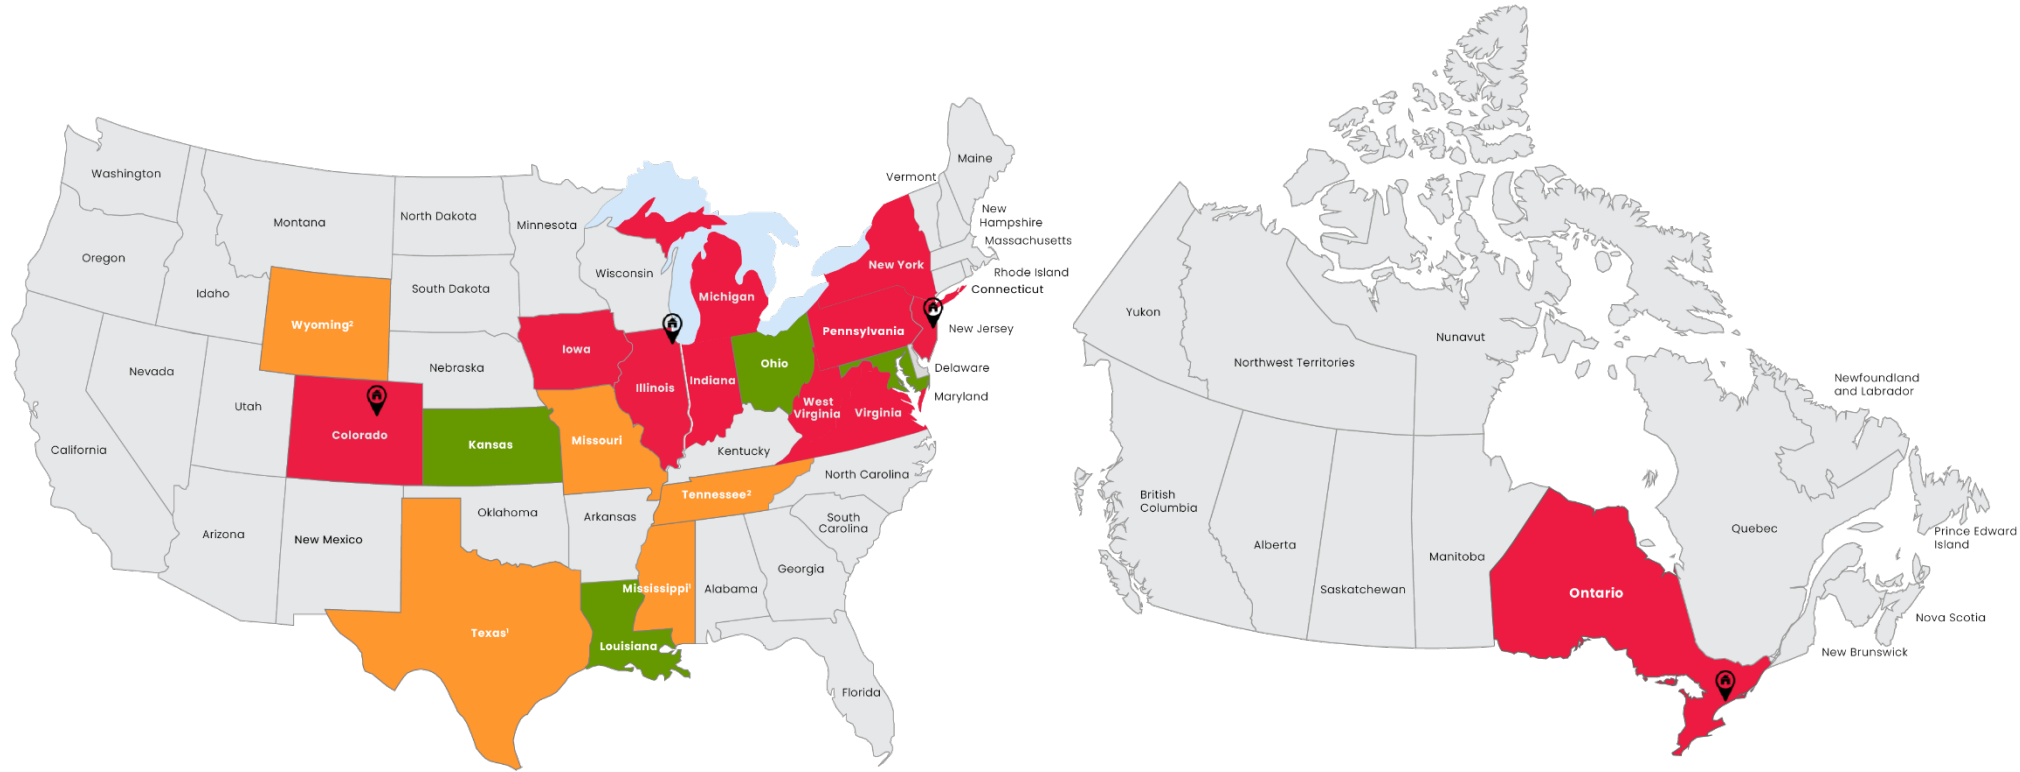 Washington
Montana
North Dakota
Minnesota
Vermont
Maine
New
Hampshire
Massachusetts
Rhode Island
Connecticut
Oregon
Idaho
Wyoming²
South Dakota
Wisconsin
Michigan
New York
Pennsylvania
New Jersey
Delaware
Maryland
Nevada
Utah
Colorado
Nebraska
Iowa
Illinois
Indiana
Ohio
West
Virginia
Virginia
California
Kansas
Missouri
Kentucky
North Carolina
Tennessee²
South
Carolina
Arizona
New Mexico
Oklahoma
Arkansas
Mississippi¹
Alabama
Georgia
Texas¹
Louisiana
Florida
Yukon
Northwest Territories
Nunavut
Newfoundland
and Labrador
British
Columbia
Alberta
Saskatchewan
Manitoba
Ontario
Quebec
Prince Edward
Island
Nova Scotia
New Brunswick